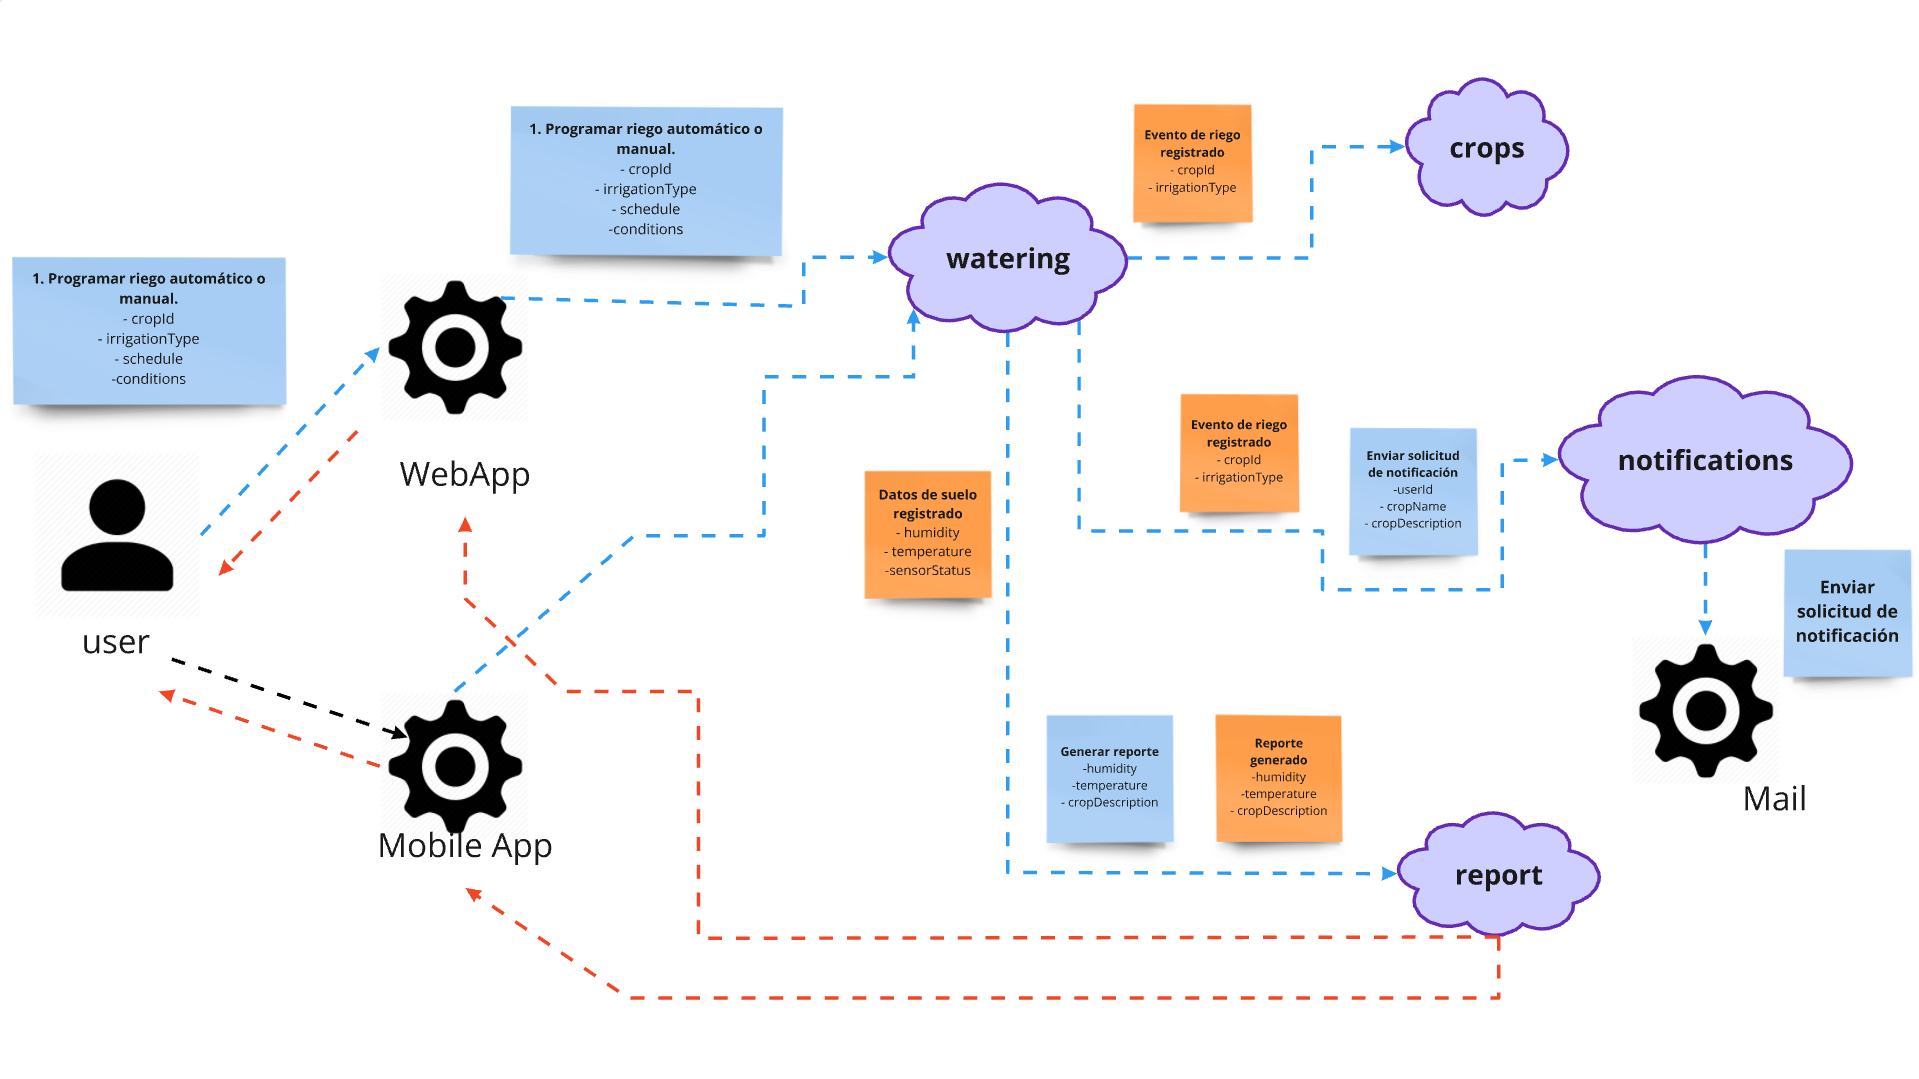 1. Programar riego automático o
manual.
- cropId
- irrigationType
- schedule
-conditions
user
1. Programar riego automático o
manual.
- cropId
- irrigationType
- schedule
-conditions
WebApp
Mobile App
watering
Evento de riego
registrado
- cropId
- irrigationType
crops
Datos de suelo
registrado
- humidity
- temperature
-sensorStatus
Evento de riego
registrado
- cropId
- irrigationType
Enviar solicitud
de notificación
-userId
- cropName
- cropDescription
notifications
Enviar
solicitud de
notificación
Mail
Generar reporte
-humidity
-temperature
- cropDescription
Reporte
generado
-humidity
-temperature
- cropDescription
report